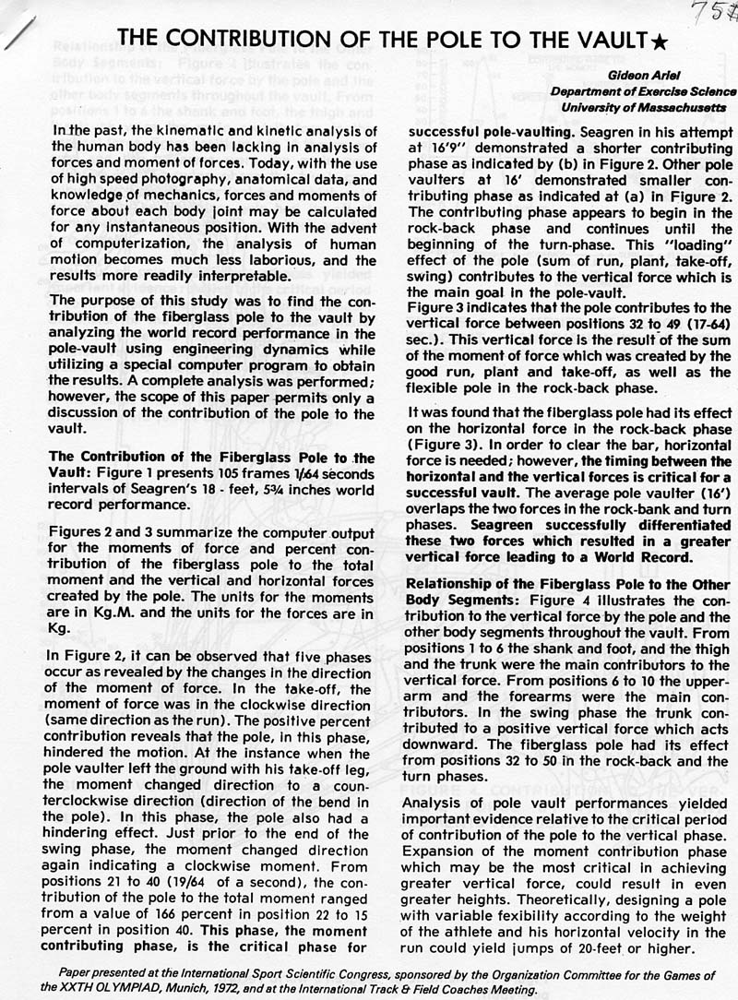 75¢
THE CONTRIBUTION OF THE POLE TO THE VAULT★
Gideon Ariel
Department of Exercise Science
University of Massachusetts
In the past, the kinematic and kinetic analysis of
the human body has been lacking in analysis of
forces and moment of forces. Today, with the use
of high speed photography, anatomical data, and
knowledge of mechanics, forces and moments of
force about each body joint may be calculated
for any instantaneous position. With the advent
of computerization, the analysis of human
motion becomes much less laborious, and the
results more readily interpretable.
The purpose of this study was to find the con-
tribution of the fiberglass pole to the vault by
analyzing the world record performance in the
pole-vault using engineering dynamics while
utilizing a special computer program to obtain
the results. A complete analysis was performed;
however, the scope of this paper permits only a
discussion of the contribution of the pole to the
vault.
The Contribution of the Fiberglass Pole to the
Vault: Figure 1 presents 105 frames 1/64 seconds
intervals of Seagren's 18 - feet, 5¾ inches world
record performance.
Figures 2 and 3 summarize the computer output
for the moments of force and percent con-
tribution of the fiberglass pole to the total
moment and the vertical and horizontal forces
created by the pole. The units for the moments
are in Kg.M. and the units for the forces are in
Kg.
In Figure 2, it can be observed that five phases
occur as revealed by the changes in the direction
of the moment of force. In the take-off, the
moment of force was in the clockwise direction
(same direction as the run). The positive percent
contribution reveals that the pole, in this phase,
hindered the motion. At the instance when the
pole vaulter left the ground with his take-off leg,
the moment changed direction to a coun-
terclockwise direction (direction of the bend in
the pole). In this phase, the pole also had a
hindering effect. Just prior to the end of the
swing phase, the moment changed direction
again indicating a clockwise moment. From
positions 21 to 40 (19/64 of a second), the con-
tribution of the pole to the total moment ranged
from a value of 166 percent in position 22 to 15
percent in position 40. This phase, the moment
contributing phase, is the critical phase for
successful pole-vaulting. Seagren in his attempt
at 16'9" demonstrated a shorter contributing
phase as indicated by (b) in Figure 2. Other pole
vaulters at 16' demonstrated smaller con-
tributing phase as indicated at (a) in Figure 2.
The contributing phase appears to begin in the
rock-back phase and continues until the
beginning of the turn-phase. This "loading"
effect of the pole (sum of run, plant, take-off,
swing) contributes to the vertical force which is
the main goal in the pole-vault.
Figure 3 indicates that the pole contributes to the
vertical force between positions 32 to 49 (17-64)
sec.). This vertical force is the result of the sum
of the moment of force which was created by the
good run, plant and take-off, as well as the
flexible pole in the rock-back phase.
It was found that the fiberglass pole had its effect
on the horizontal force in the rock-back phase
(Figure 3). In order to clear the bar, horizontal
force is needed; however, the timing between the
horizontal and the vertical forces is critical for a
successful vault. The average pole vaulter (16')
overlaps the two forces in the rock-bank and turn
phases. Seagreen successfully differentiated
these two forces which resulted in a greater
vertical force leading to a World Record.
Relationship of the Fiberglass Pole to the Other
Body Segments: Figure 4 illustrates the con-
tribution to the vertical force by the pole and the
other body segments throughout the vault. From
positions 1 to 6 the shank and foot, and the thigh
and the trunk were the main contributors to the
vertical force. From positions 6 to 10 the upper-
arm and the forearms were the main con-
tributors. In the swing phase the trunk con-
tributed to a positive vertical force which acts
downward. The fiberglass pole had its effect
from positions 32 to 50 in the rock-back and the
turn phases.
Analysis of pole vault performances yielded
important evidence relative to the critical period
of contribution of the pole to the vertical phase.
Expansion of the moment contribution phase
which may be the most critical in achieving
greater vertical force, could result in even
greater heights. Theoretically, designing a pole
with variable fexibility according to the weight
of the athlete and his horizontal velocity in the
run could yield jumps of 20-feet or higher.
Paper presented at the International Sport Scientific Congress, sponsored by the Organization Committee for the Games of
the XXTH OLYMPIAD, Munich, 1972, and at the International Track & Field Coaches Meeting.